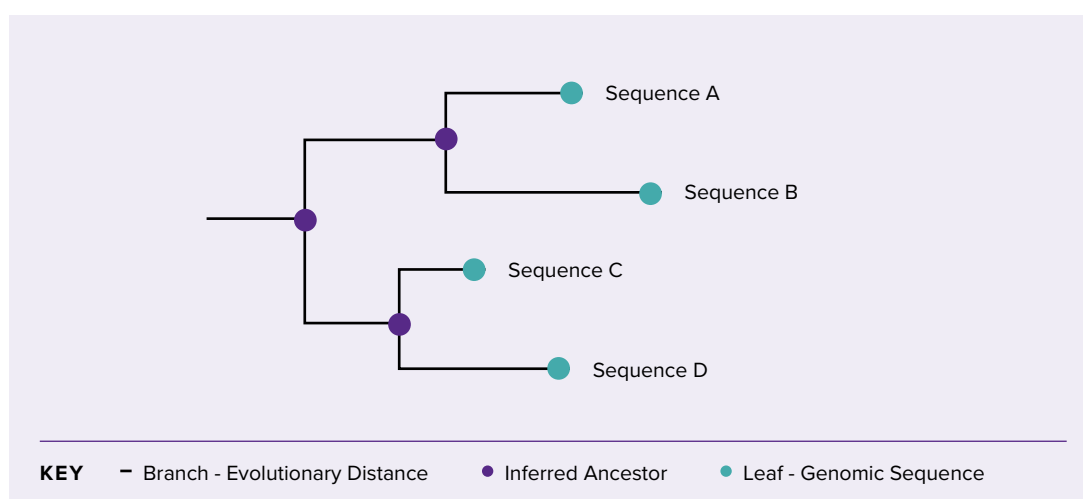 Sequence A
Sequence B
Sequence C
Sequence D
KEY - Branch - Evolutionary Distance Inferred Ancestor Leaf - Genomic Sequence